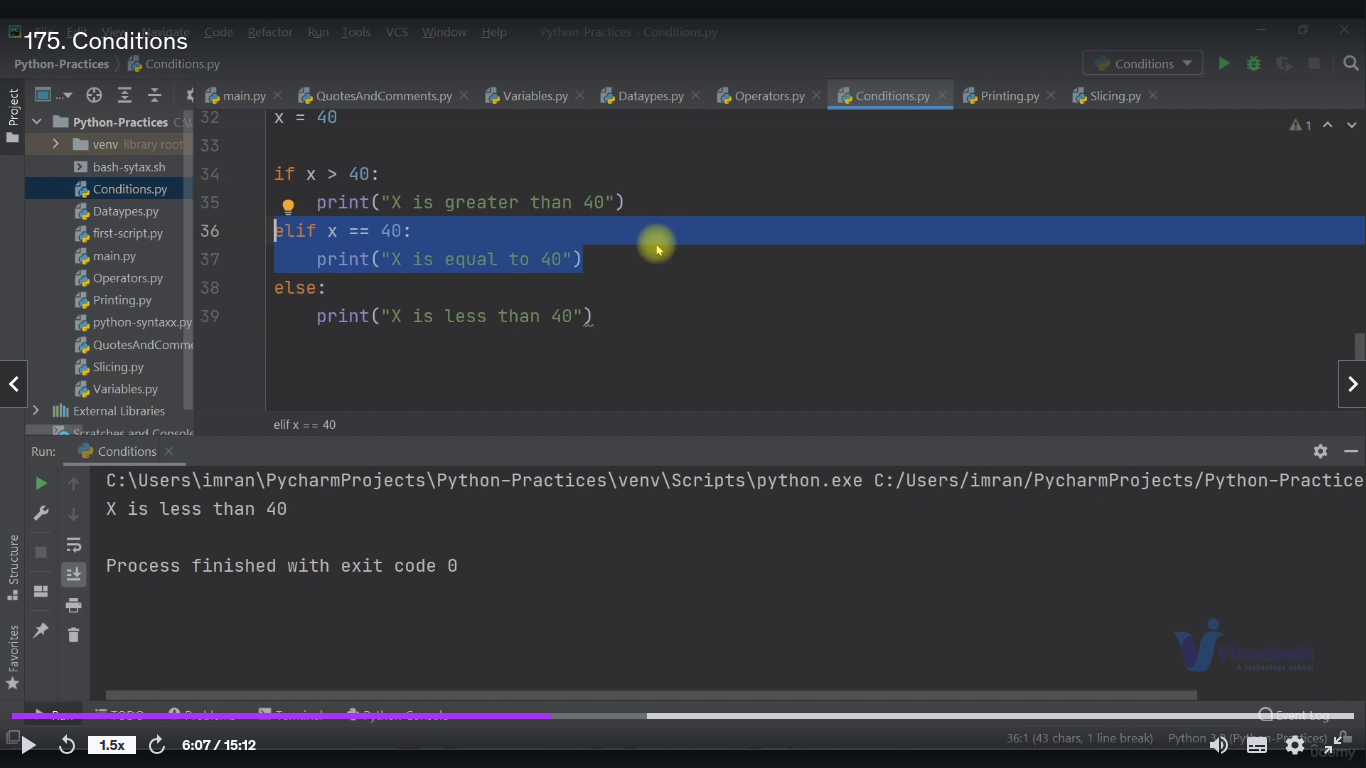 175. Conditions
View Navigate Code Refactor Run Tools VCS Window Help Python-Practices - Conditions.py
Python-Practices Conditions.py Conditions
Project
main.py QuotesAndComments.py Variables.py Dataypes.py Operators.py Conditions.py Printing.py Slicing.py
Python-Practices
venv library root
bash-sytax.sh
Conditions.py
Dataypes.py
first-script.py
main.py
Operators.py
Printing.py
python-syntaxx.py
QuotesAndComme
Slicing.py
Variables.py
External Libraries
Scratches and Console
1
32 x = 40
33
34 if x > 40:
35 print("X is greater than 40")
36 elif x == 40:
37 print("X is equal to 40")
38 else:
39 print("X is less than 40")
elif x == 40
Run: Conditions
C:\Users\imran\PycharmProjects\Python-Practices\venv\Scripts\python.exe C:/Users/imran/PycharmProjects/Python-Practice
X is less than 40
Process finished with exit code 0
Structure
Favorites
Visualpath
A technology school
Run TODO Problems Terminal Python Console Event Log
36:1 (43 chars, 1 line break)
1.5x 6:07 / 15:12
udemy